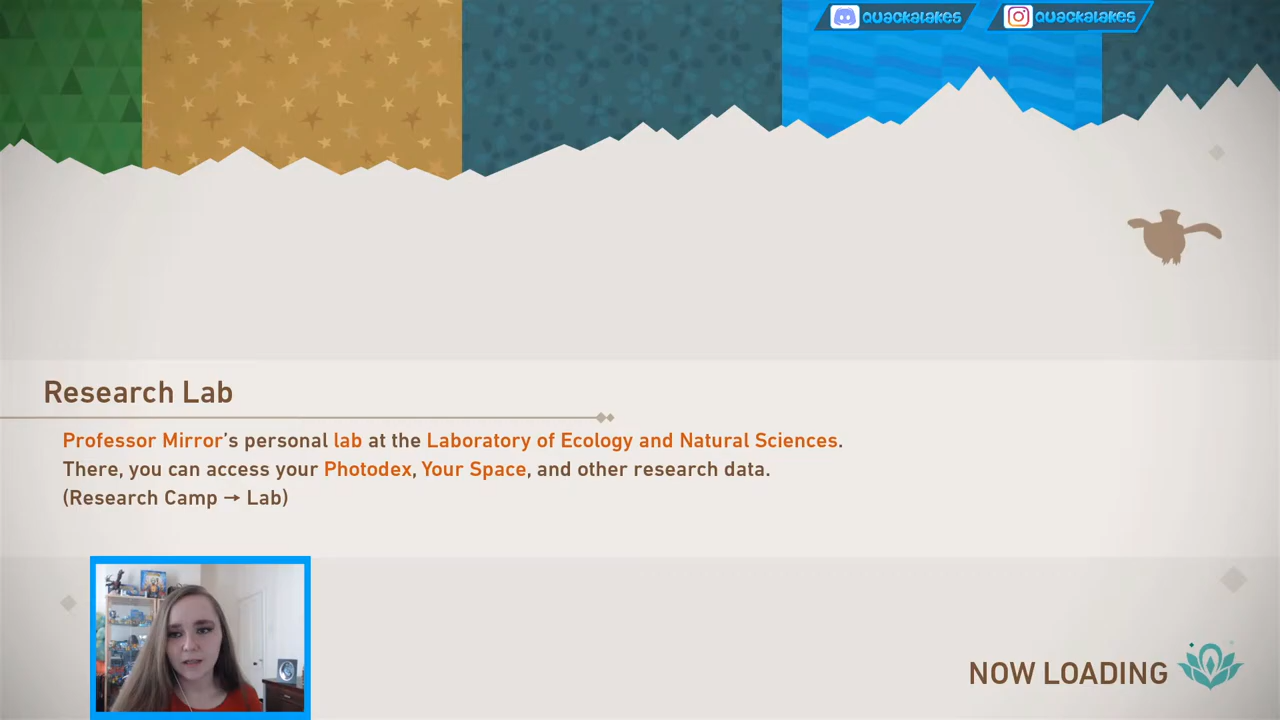 quackalakes
quackalakes
Research Lab
Professor Mirror's personal lab at the Laboratory of Ecology and Natural Sciences.
There, you can access your Photodex, Your Space, and other research data.
(Research Camp → Lab)
NOW LOADING